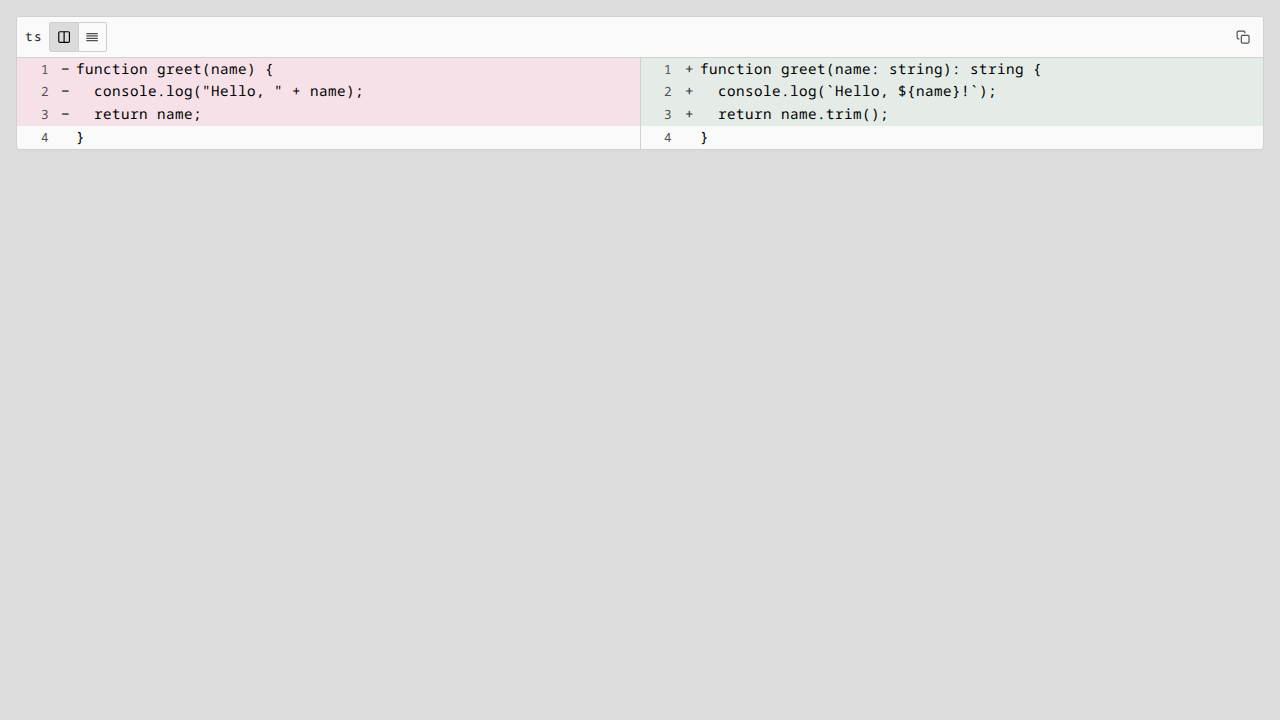 ts
1 − function greet(name) {
2 −   console.log("Hello, " + name);
3 −   return name;
4   }
1 + function greet(name: string): string {
2 +   console.log(`Hello, ${name}!`);
3 +   return name.trim();
4   }